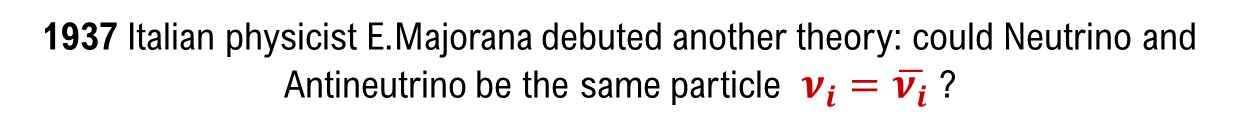 1937 Italian physicist E.Majorana debuted another theory: could Neutrino and
Antineutrino be the same particle νᵢ = ν̅ᵢ ?